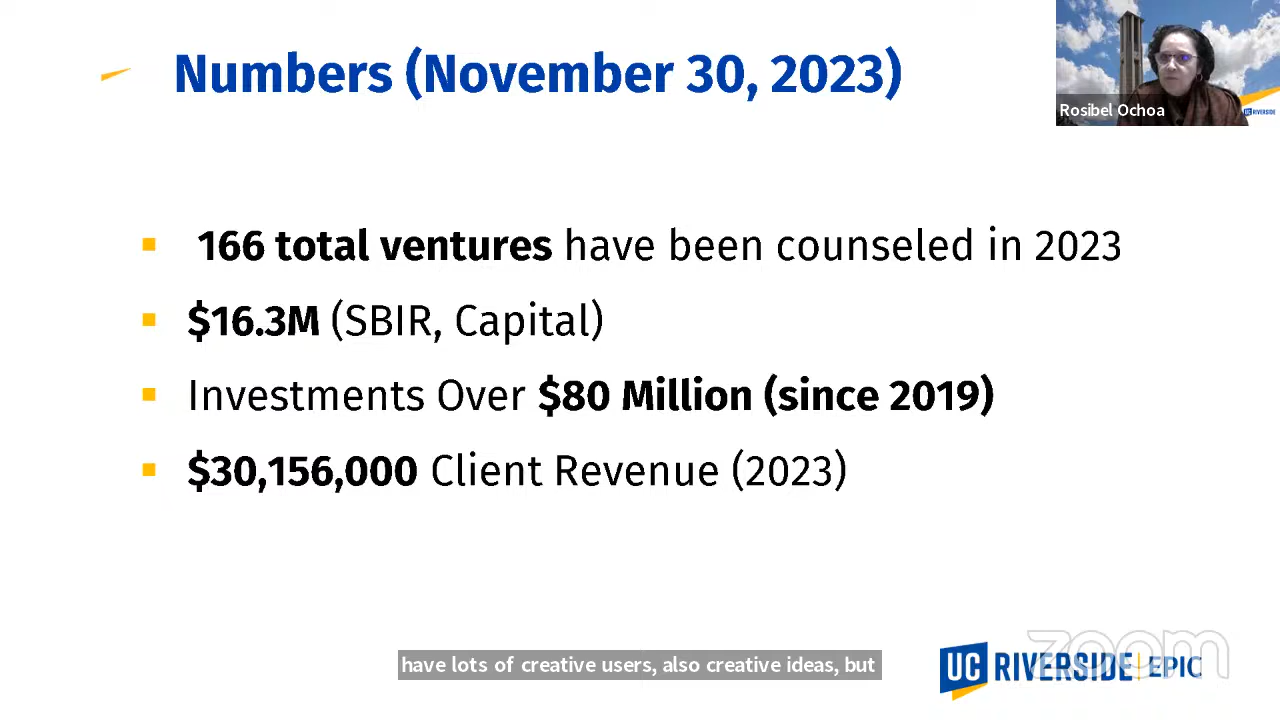 Numbers (November 30, 2023)
Rosibel Ochoa
UC RIVERSIDE
166 total ventures have been counseled in 2023
$16.3M (SBIR, Capital)
Investments Over $80 Million (since 2019)
$30,156,000 Client Revenue (2023)
have lots of creative users, also creative ideas, but
UC RIVERSIDE EPIC
zoom